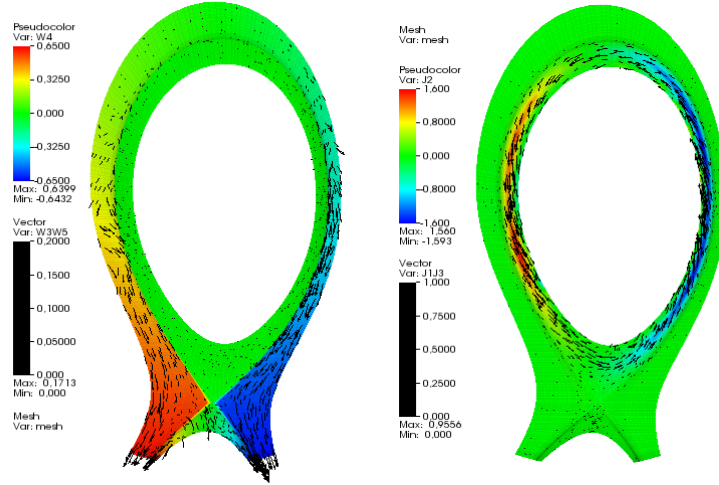 Pseudocolor
Var: W4
0,6500
0,3250
0,000
-0,3250
-0,6500
Max: 0,6399
Min: -0,6432
Vector
Var: W3W5
0,2000
0,1500
0,1000
0,05000
0,000
Max: 0,1713
Min: 0,000
Mesh
Var: mesh
Mesh
Var: mesh
Pseudocolor
Var: J2
1,600
0,8000
0,000
-0,8000
-1,600
Max: 1,560
Min: -1,593
Vector
Var: J1J3
1,000
0,7500
0,5000
0,2500
0,000
Max: 0,9556
Min: 0,000